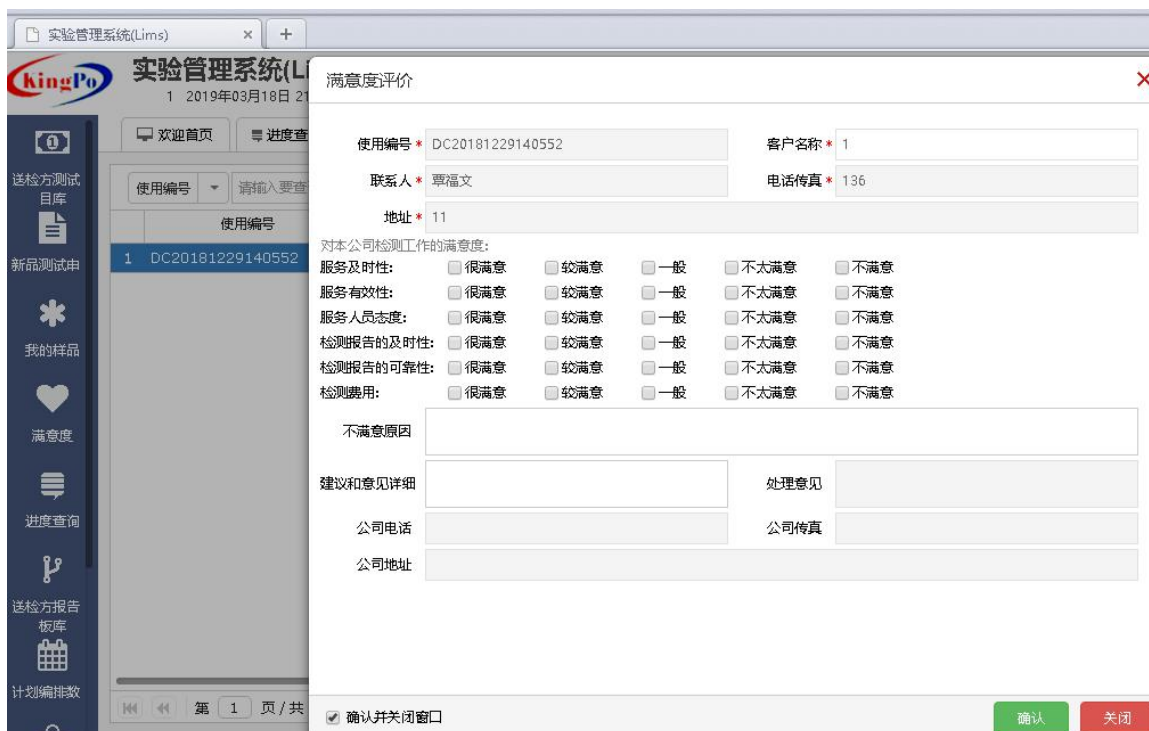 实验管理系统(Lims)
KingPo
实验管理系统(Li
1 2019年03月18日 21
欢迎首页
进度查
送检方测试
目库
新品测试申
我的样品
满意度
进度查询
送检方报告
板库
计划编排数
使用编号
请输入要查
使用编号
1 DC20181229140552
第 1 页/共
满意度评价
使用编号 * DC20181229140552
客户名称 * 1
联系人 * 覃福文
电话传真 * 136
地址 * 11
对本公司检测工作的满意度:
服务及时性: 很满意 较满意 一般 不太满意 不满意
服务有效性: 很满意 较满意 一般 不太满意 不满意
服务人员态度: 很满意 较满意 一般 不太满意 不满意
检测报告的及时性: 很满意 较满意 一般 不太满意 不满意
检测报告的可靠性: 很满意 较满意 一般 不太满意 不满意
检测费用: 很满意 较满意 一般 不太满意 不满意
不满意原因
建议和意见详细
处理意见
公司电话
公司传真
公司地址
确认并关闭窗口
确认
关闭